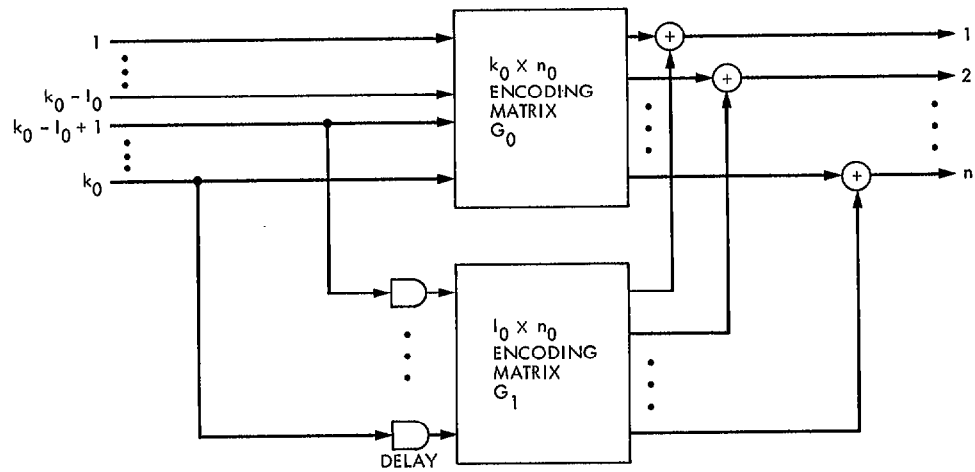 1
k₀ - l₀
k₀ - l₀ + 1
k₀
k₀ X n₀
ENCODING
MATRIX
G₀
+
+
+
1
2
n
l₀ X n₀
ENCODING
MATRIX
G₁
DELAY